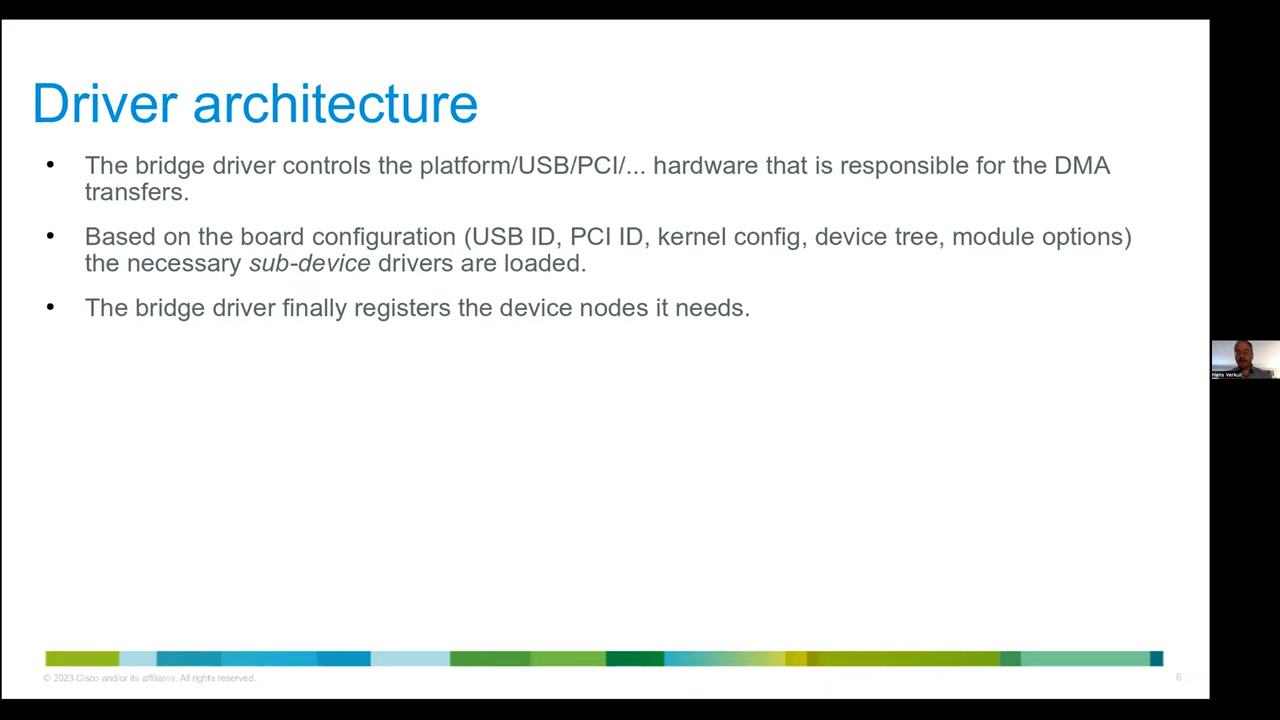 Driver architecture
• The bridge driver controls the platform/USB/PCI/... hardware that is responsible for the DMA
transfers.
• Based on the board configuration (USB ID, PCI ID, kernel config, device tree, module options)
the necessary sub-device drivers are loaded.
• The bridge driver finally registers the device nodes it needs.
Hans Verkuil
© 2023 Cisco and/or its affiliates. All rights reserved.
6